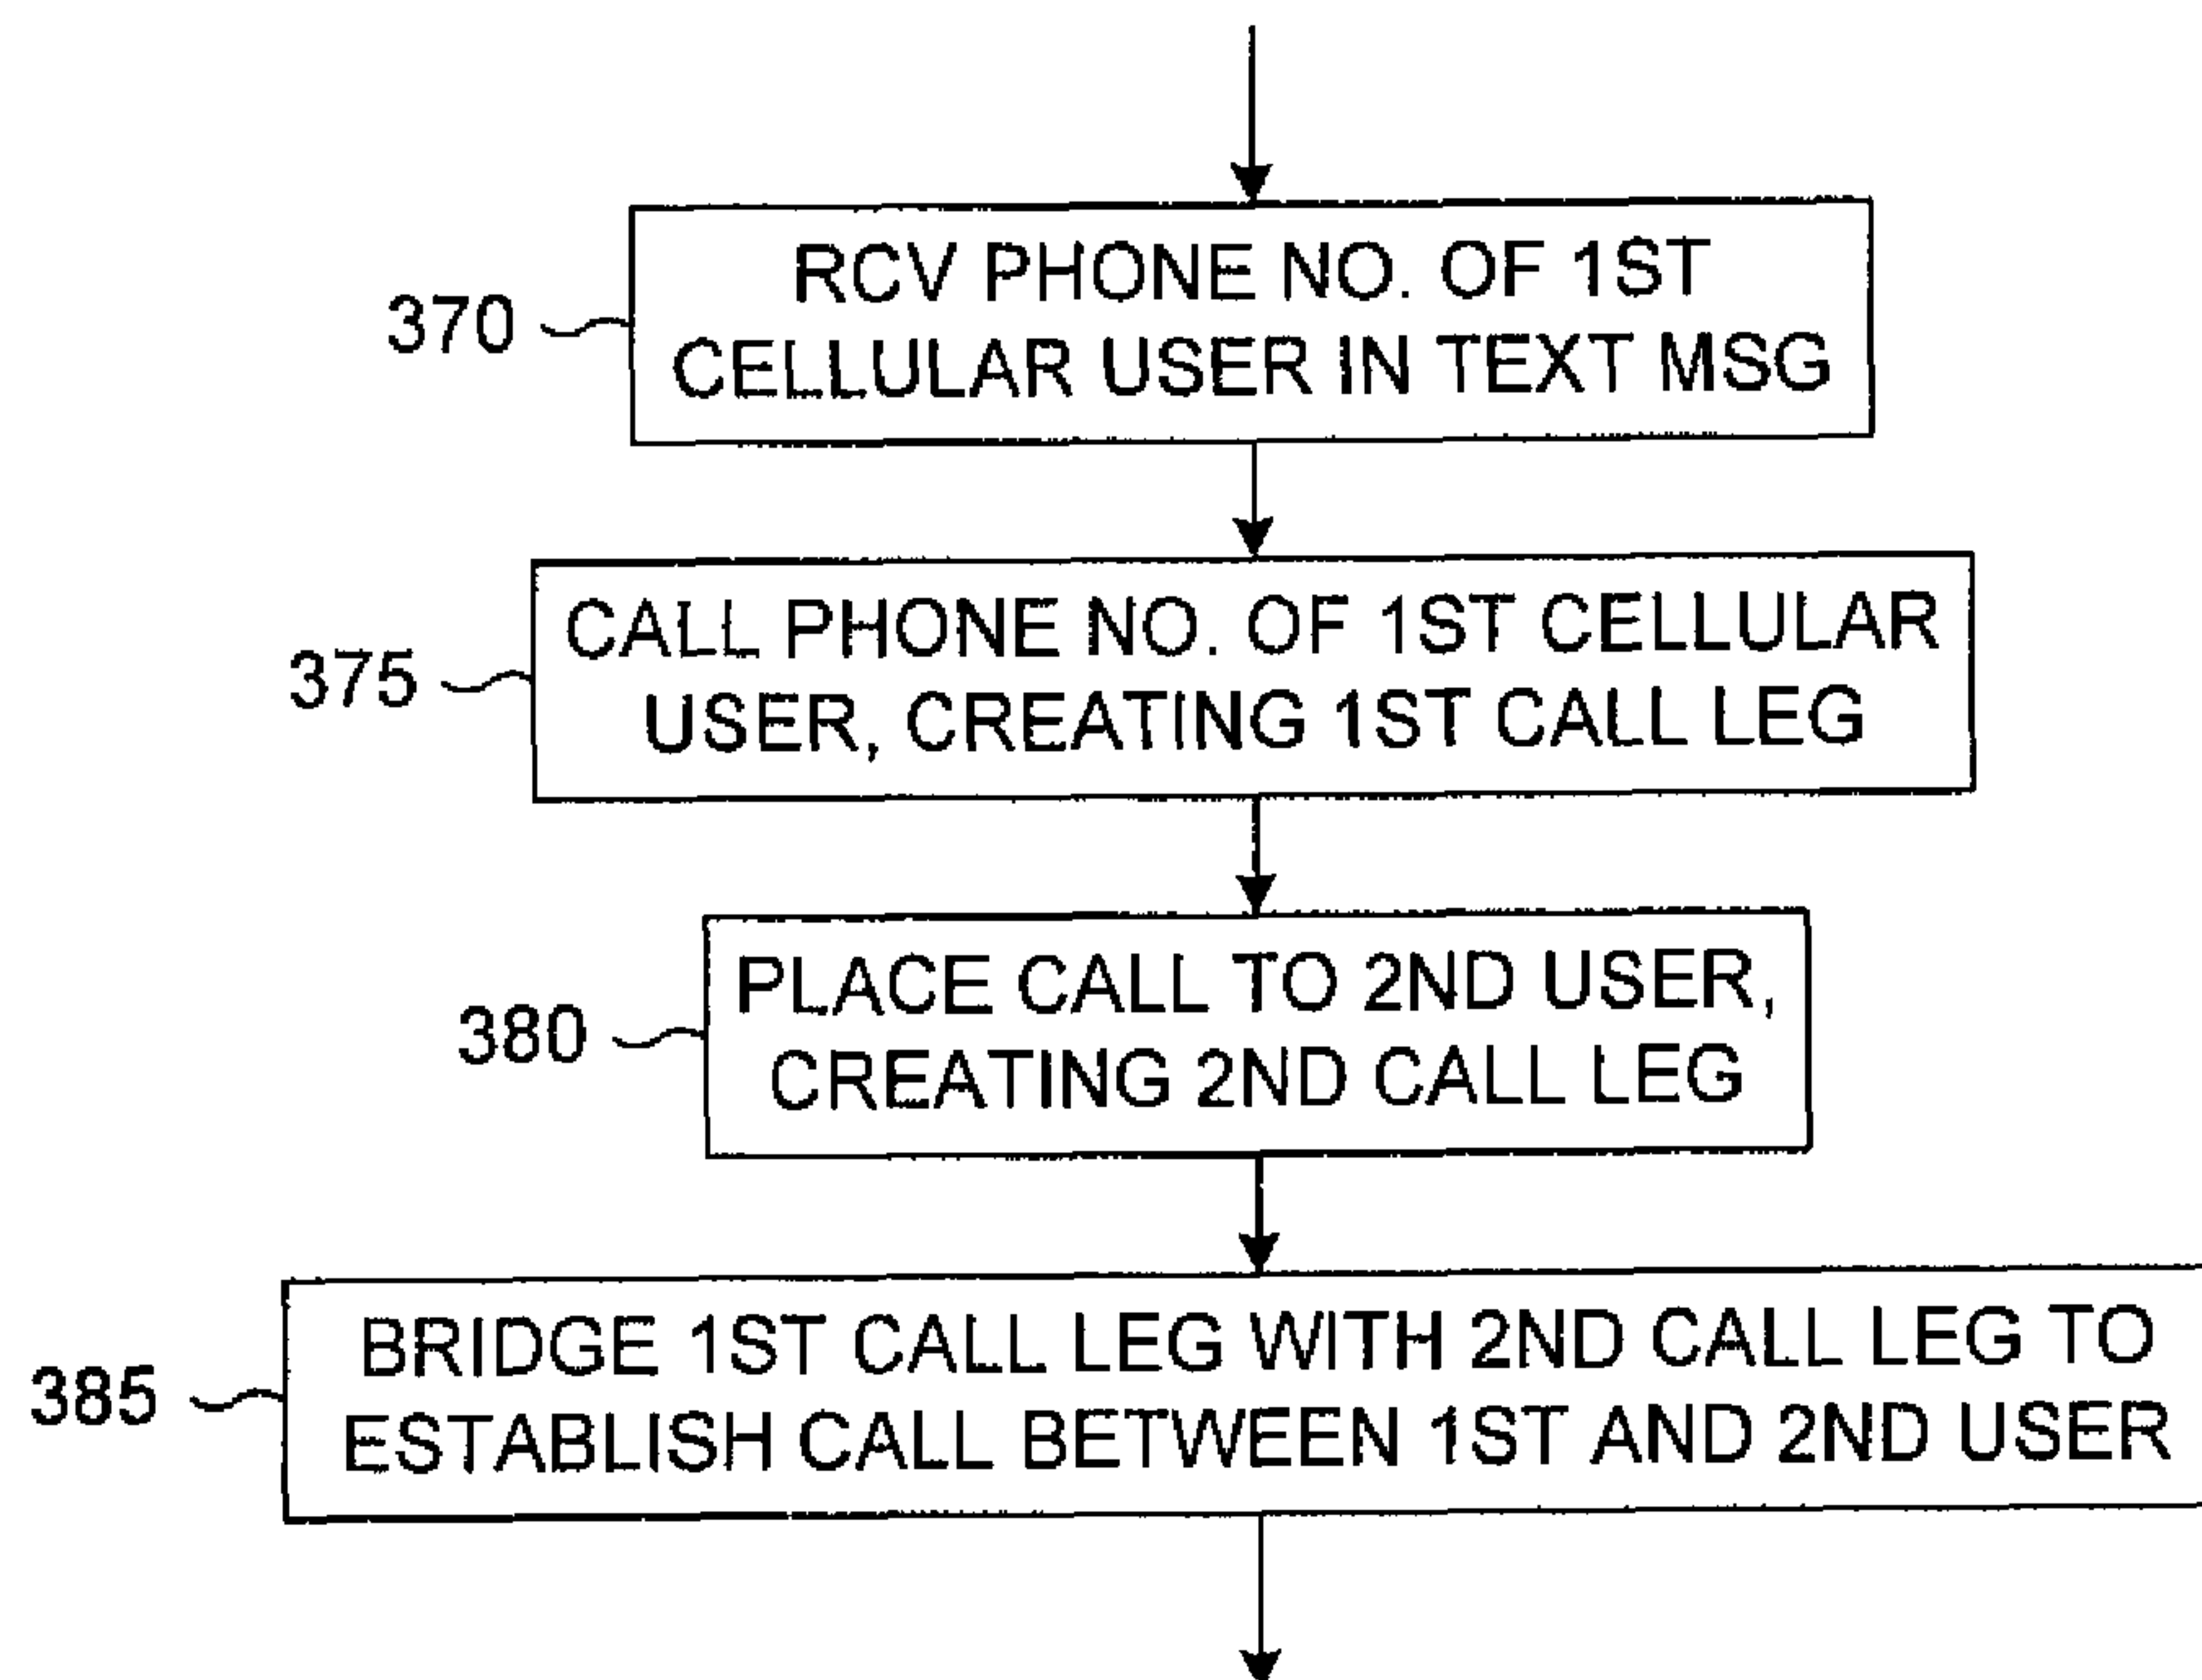 RCV PHONE NO. OF 1ST
370
CELLULAR USER IN TEXT MSG
CALL PHONE NO. OF 1ST CELLULAR
375
USER, CREATING 1ST CALL LEG
PLACE CALL TO 2ND USER,
380
CREATING 2ND CALL LEG
BRIDGE 1ST CALL LEG WITH 2ND CALL LEG TO
385
ESTABLISH CALL BETWEEN 1ST AND 2ND USER